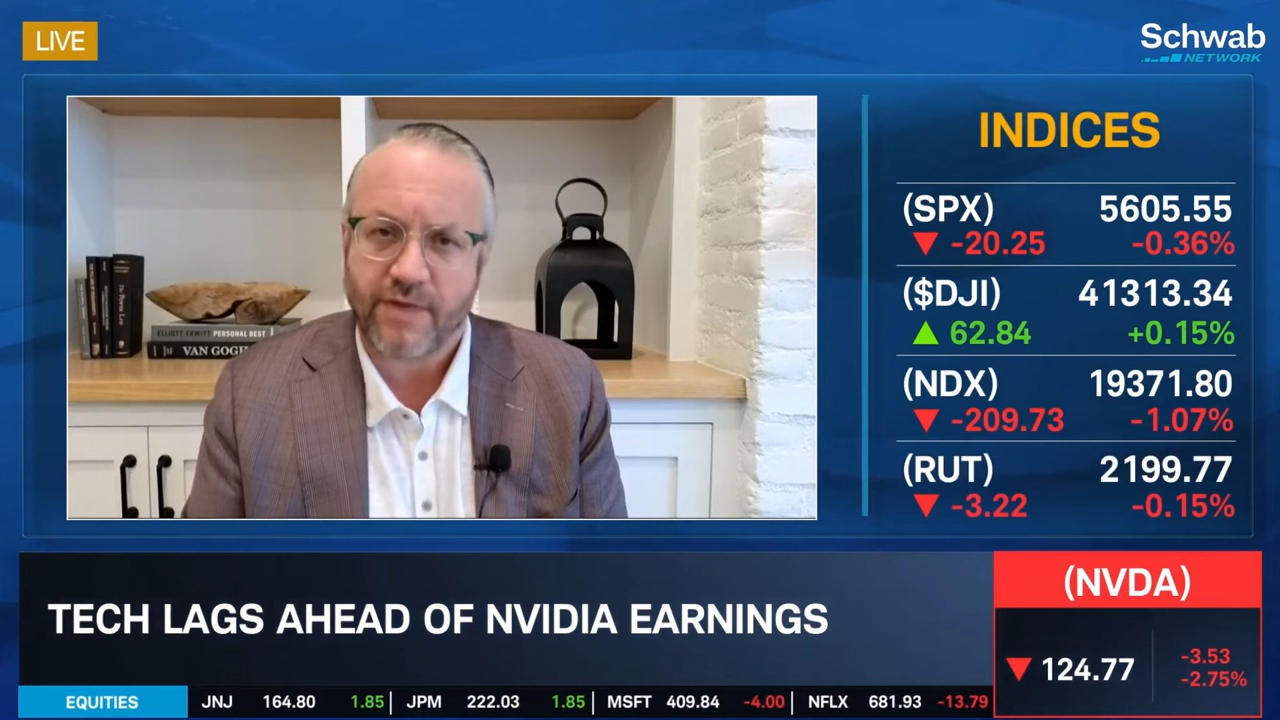 LIVE
Schwab
NETWORK
INDICES
(SPX) 5605.55
▼ -20.25 -0.36%
($DJI) 41313.34
▲ 62.84 +0.15%
(NDX) 19371.80
▼ -209.73 -1.07%
(RUT) 2199.77
▼ -3.22 -0.15%
The Power Law
ELLIOTT ERWITT PERSONAL BEST
VAN GOGH
TECH LAGS AHEAD OF NVIDIA EARNINGS
(NVDA)
▼ 124.77
-3.53
-2.75%
EQUITIES
JNJ 164.80 1.85 | JPM 222.03 1.85 | MSFT 409.84 -4.00 | NFLX 681.93 -13.79